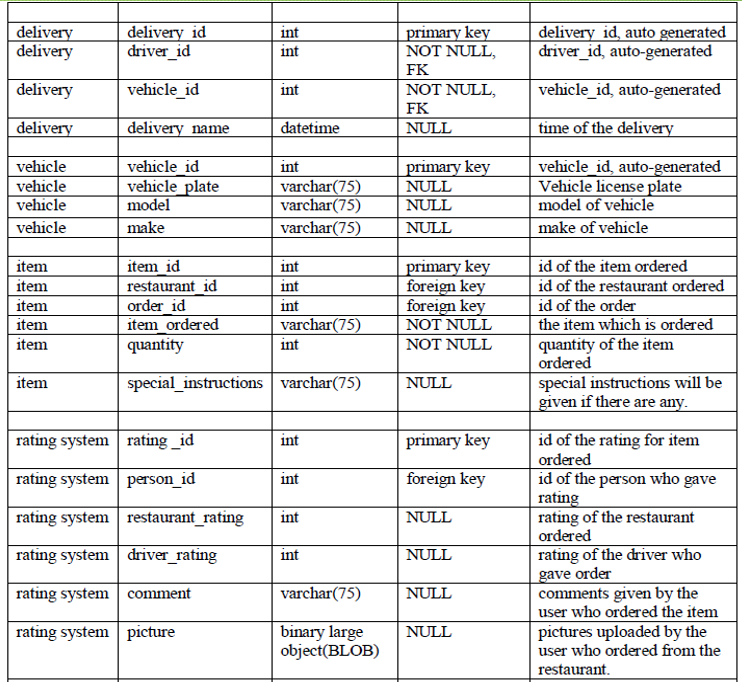 delivery delivery_id int primary key delivery_id, auto generated
delivery driver_id int NOT NULL, driver_id, auto-generated
FK
delivery vehicle_id int NOT NULL, vehicle_id, auto-generated
FK
delivery delivery_name datetime NULL time of the delivery
vehicle vehicle_id int primary key vehicle_id, auto-generated
vehicle vehicle_plate varchar(75) NULL Vehicle license plate
vehicle model varchar(75) NULL model of vehicle
vehicle make varchar(75) NULL make of vehicle
item item_id int primary key id of the item ordered
item restaurant_id int foreign key id of the restaurant ordered
item order_id int foreign key id of the order
item item_ordered varchar(75) NOT NULL the item which is ordered
item quantity int NOT NULL quantity of the item
ordered
item special_instructions varchar(75) NULL special instructions will be
given if there are any.
rating system rating _id int primary key id of the rating for item
ordered
rating system person_id int foreign key id of the person who gave
rating
rating system restaurant_rating int NULL rating of the restaurant
ordered
rating system driver_rating int NULL rating of the driver who
gave order
rating system comment varchar(75) NULL comments given by the
user who ordered the item
rating system picture binary large NULL pictures uploaded by the
object(BLOB) user who ordered from the
restaurant.